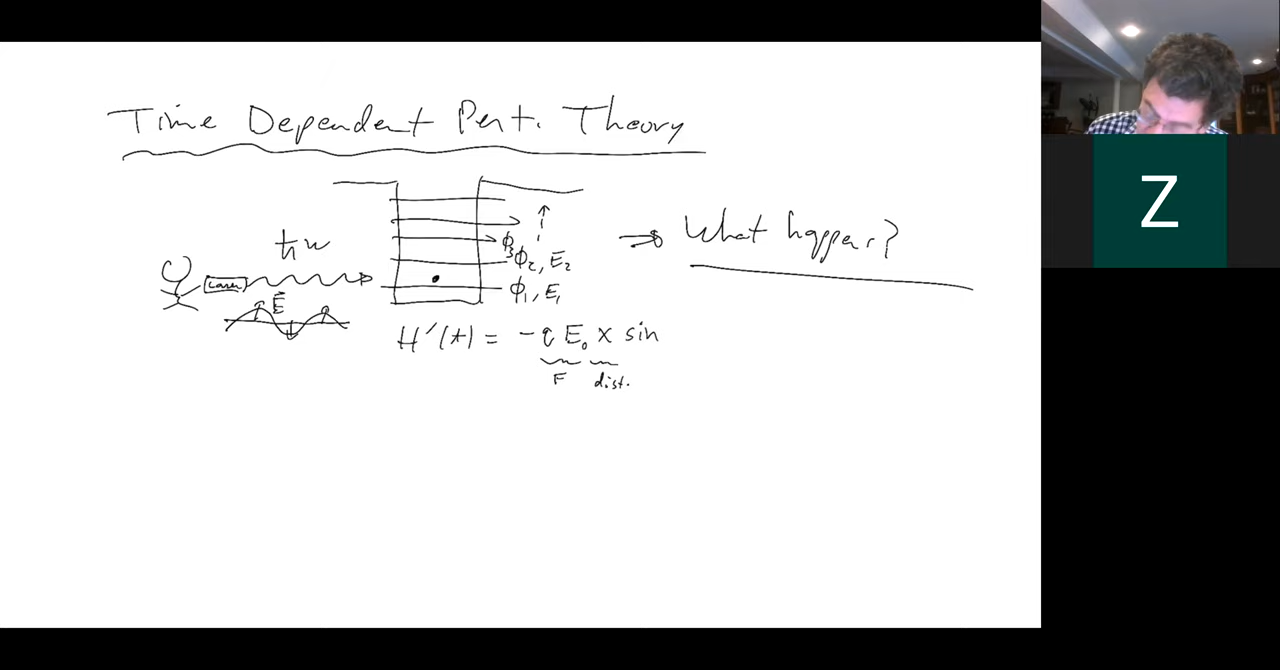 Time Dependent Pert. Theory
ħω
Laser
E⃗
ϕ3
ϕ2, E2
ϕ1, E1
⇒ What happens?
H′(t) = -q E₀ x sin
F dist.
Z